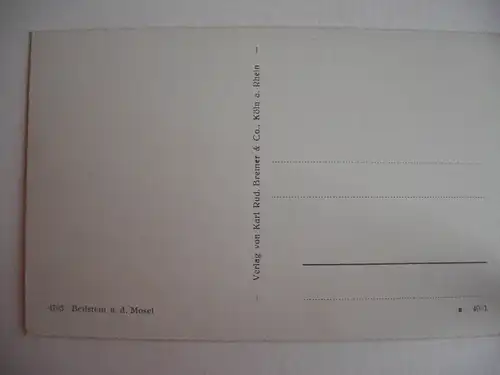 Verlag von Karl Rud. Bremer & Co., Köln a. Rhein
Beilstein a. d. Mosel